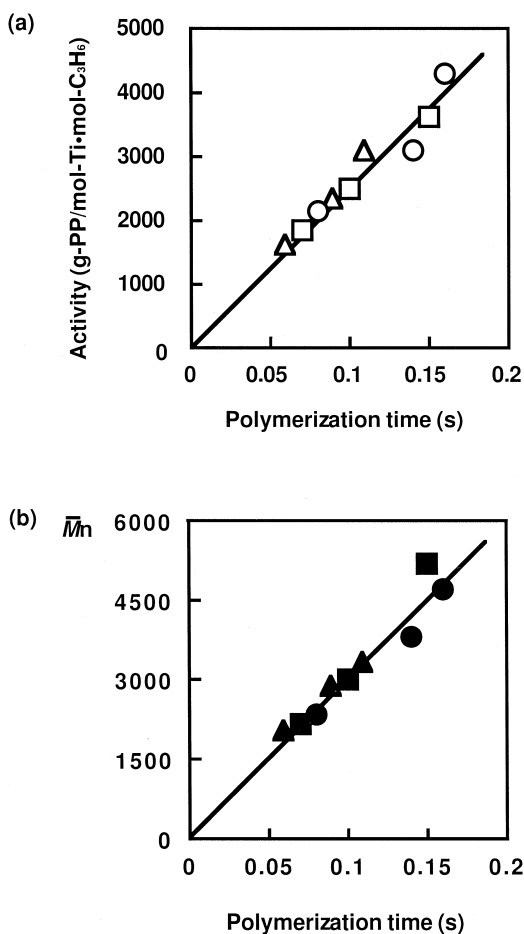 (a)
Activity (g-PP/mol-Ti•mol-C₃H₆)
5000
4000
3000
2000
1000
0
0 0.05 0.1 0.15 0.2
Polymerization time (s)
(b)
M̅n
6000
4500
3000
1500
0
0 0.05 0.1 0.15 0.2
Polymerization time (s)